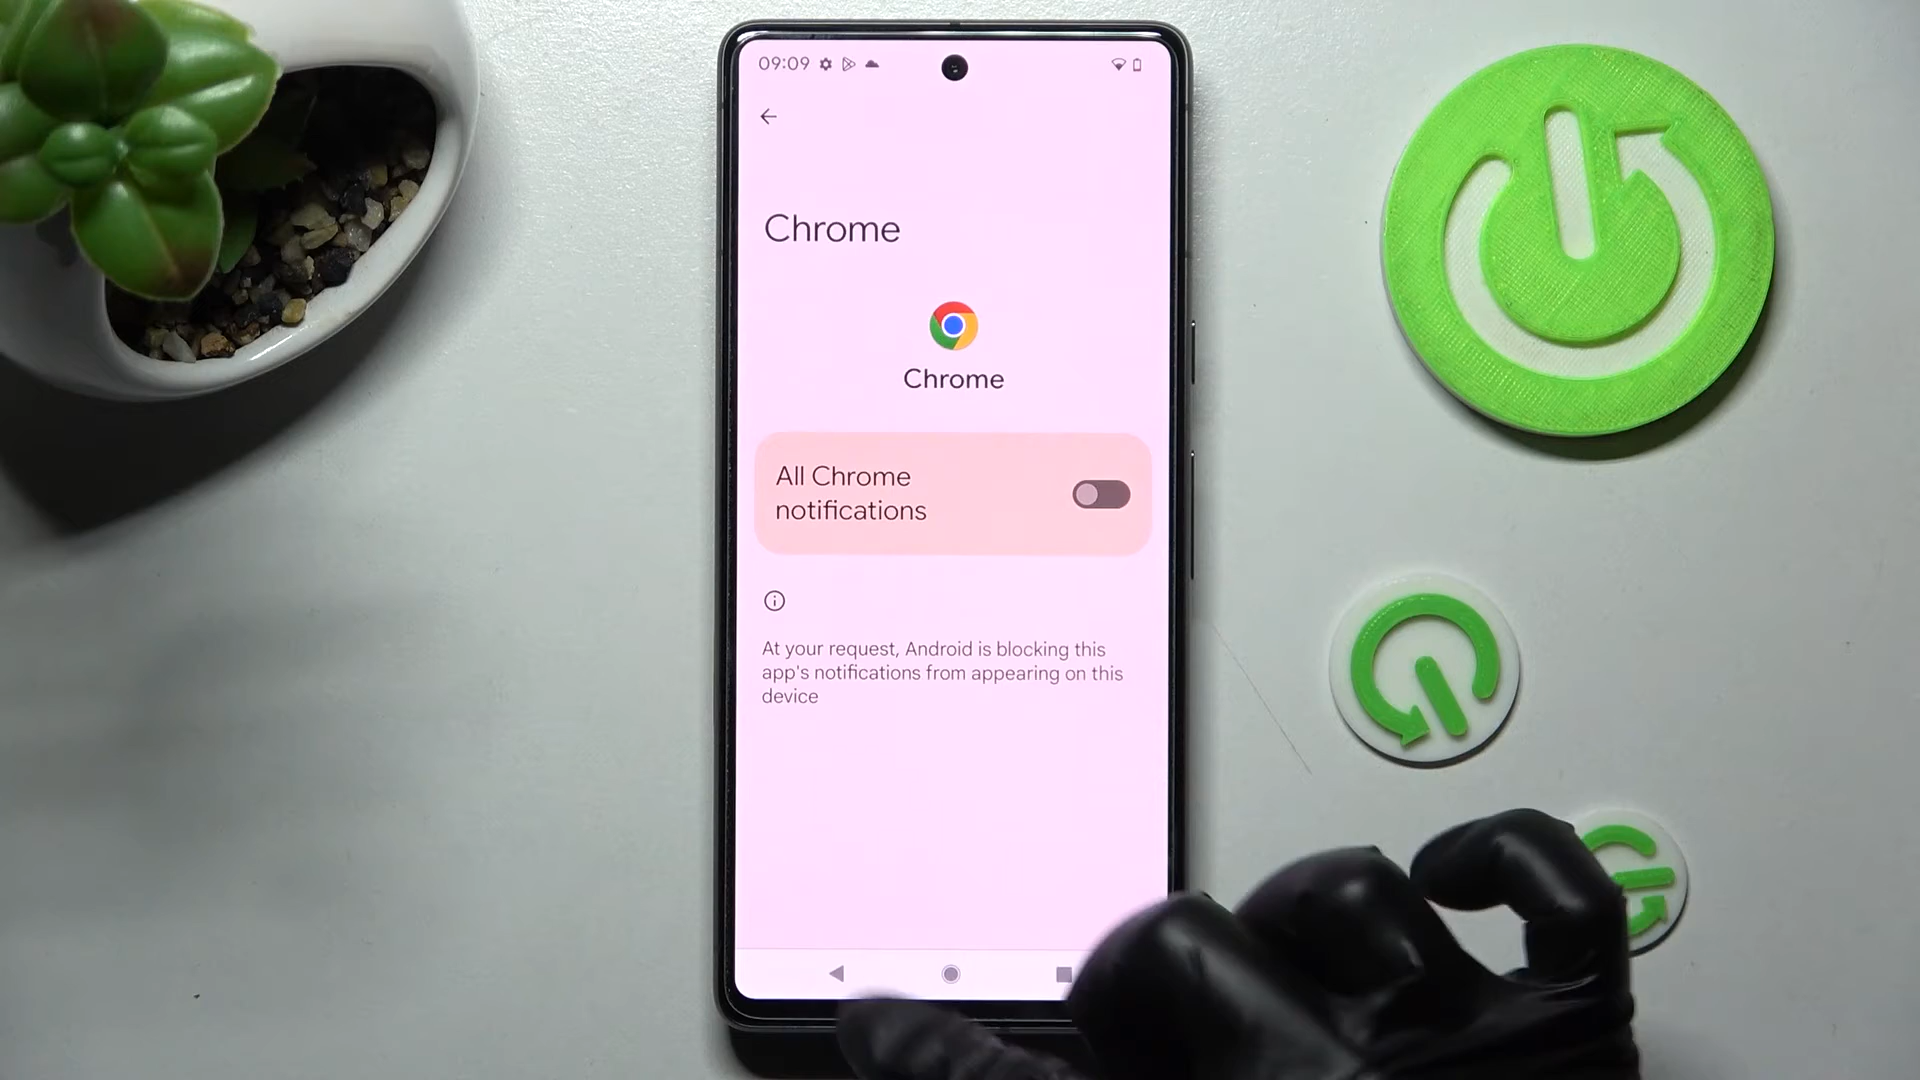 09:09
Chrome
Chrome
All Chrome
notifications
At your request, Android is blocking this
app's notifications from appearing on this
device